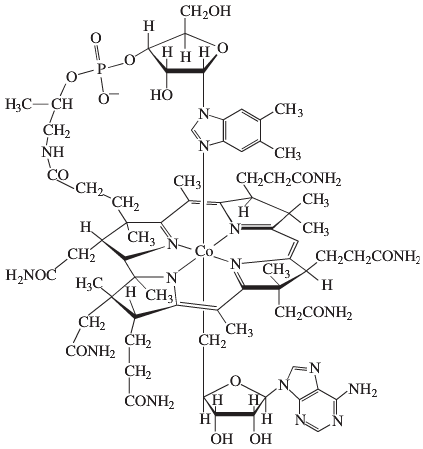 CH₂OH
H
O
H H H O
O P O
O⁻
HO
H₃C CH
N
CH₃
CH₂
NH
N
CH₃
CO
CH₂
CH₂
CH₃
CH₂CH₂CONH₂
CH₃
H
CH₃
H
CH₃
N
N
Co
CH₂CH₂CONH₂
CH₂
H₂NOC
N
N
CH₃
H₃C
H
CH₃
H
CH₂CONH₂
CH₂
CH₃
CH₂
CH₂
CONH₂
CH₂
CONH₂
O
N
N
NH₂
H H
H H
N
N
OH OH